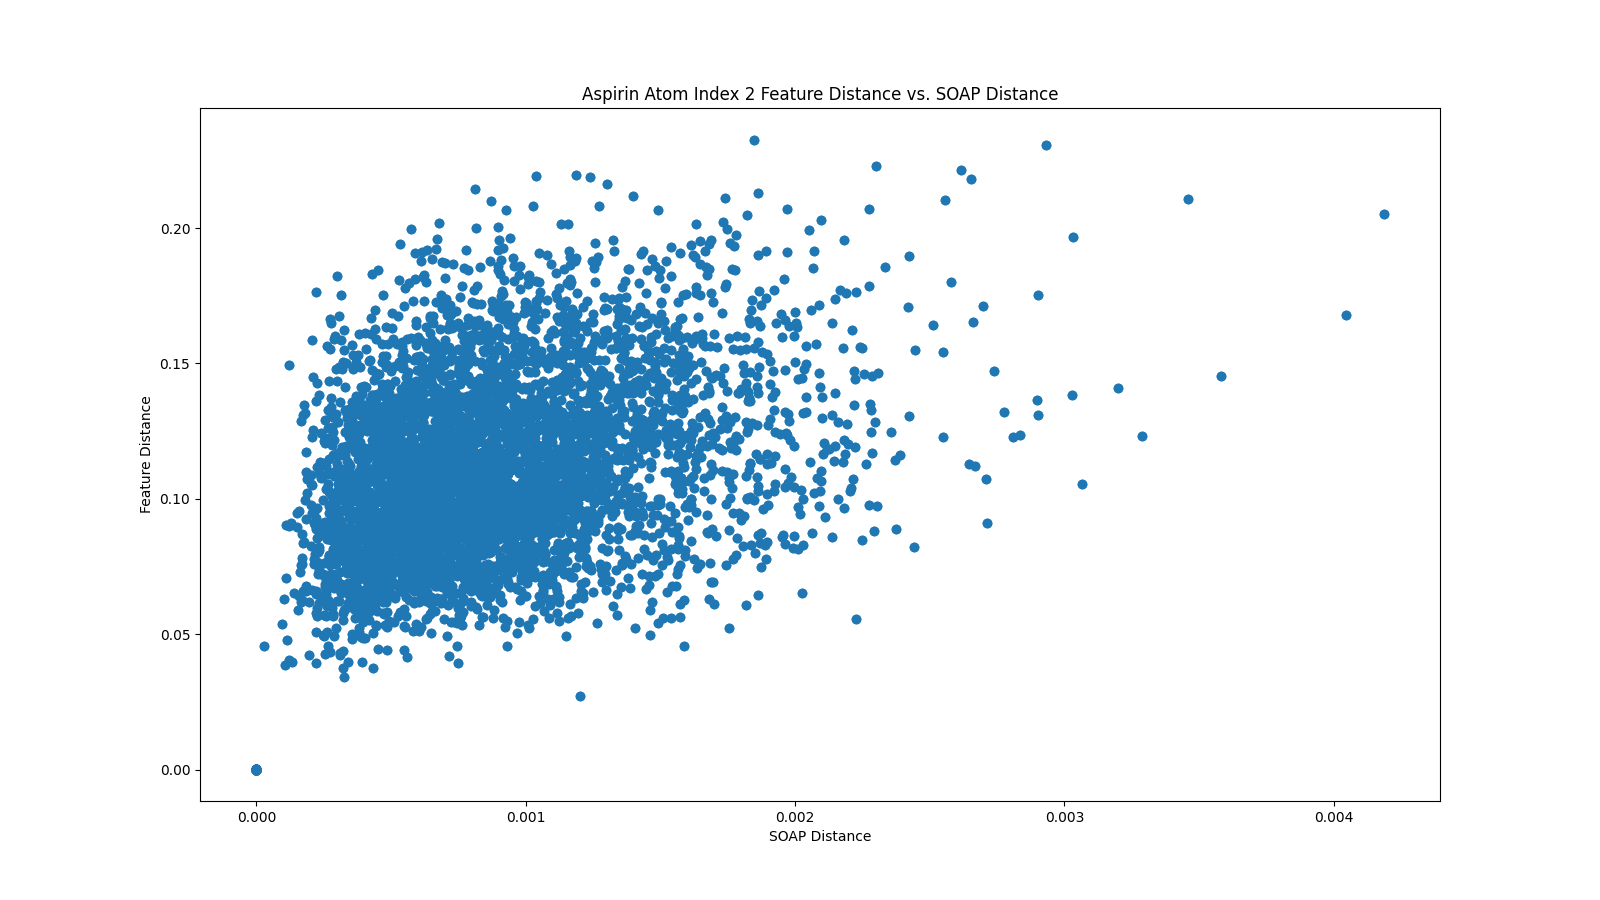 Aspirin Atom Index 2 Feature Distance vs. SOAP Distance
Feature Distance
0.20
0.15
0.10
0.05
0.00
0.000 0.001 0.002 0.003 0.004
SOAP Distance